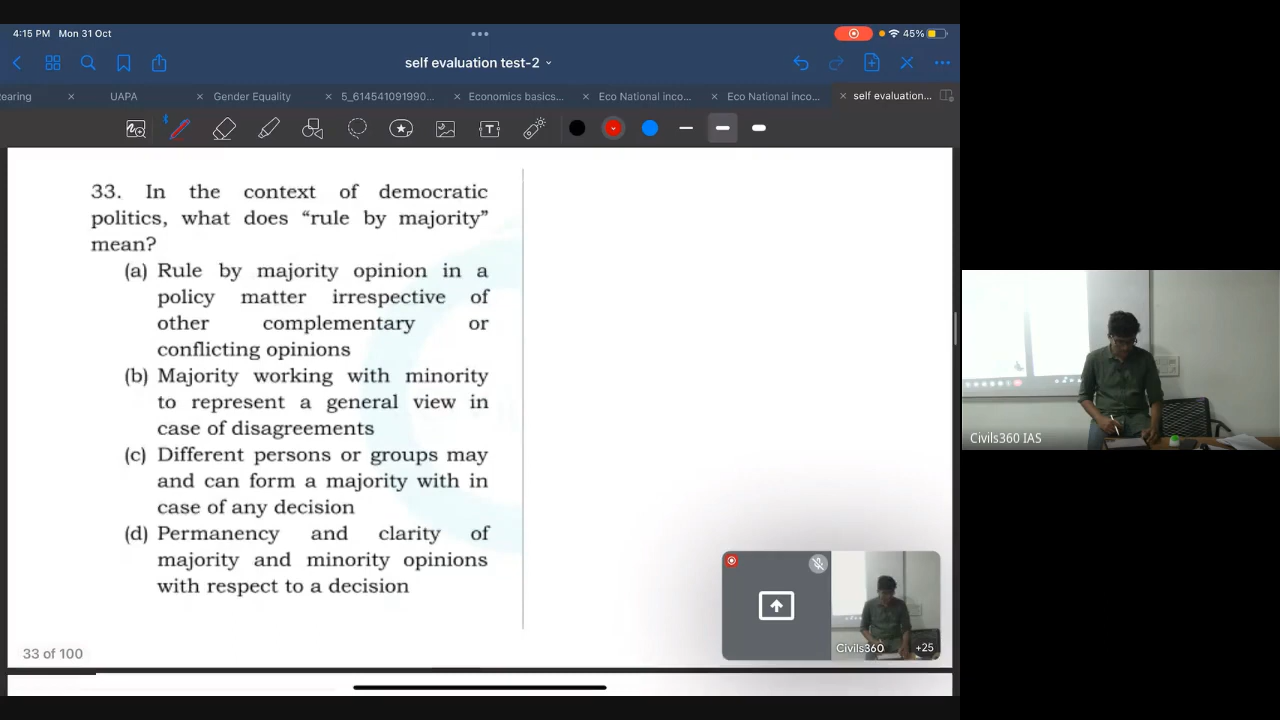 4:15 PM Mon 31 Oct
45%
self evaluation test-2
earing
UAPA
Gender Equality
5_614541091990...
Economics basics...
Eco National inco...
Eco National inco...
self evaluation...
T
33. In the context of democratic
politics, what does “rule by majority”
mean?
(a) Rule by majority opinion in a
policy matter irrespective of
other complementary or
conflicting opinions
(b) Majority working with minority
to represent a general view in
case of disagreements
(c) Different persons or groups may
and can form a majority with in
case of any decision
(d) Permanency and clarity of
majority and minority opinions
with respect to a decision
33 of 100
Civils360
+25
Civils360 IAS